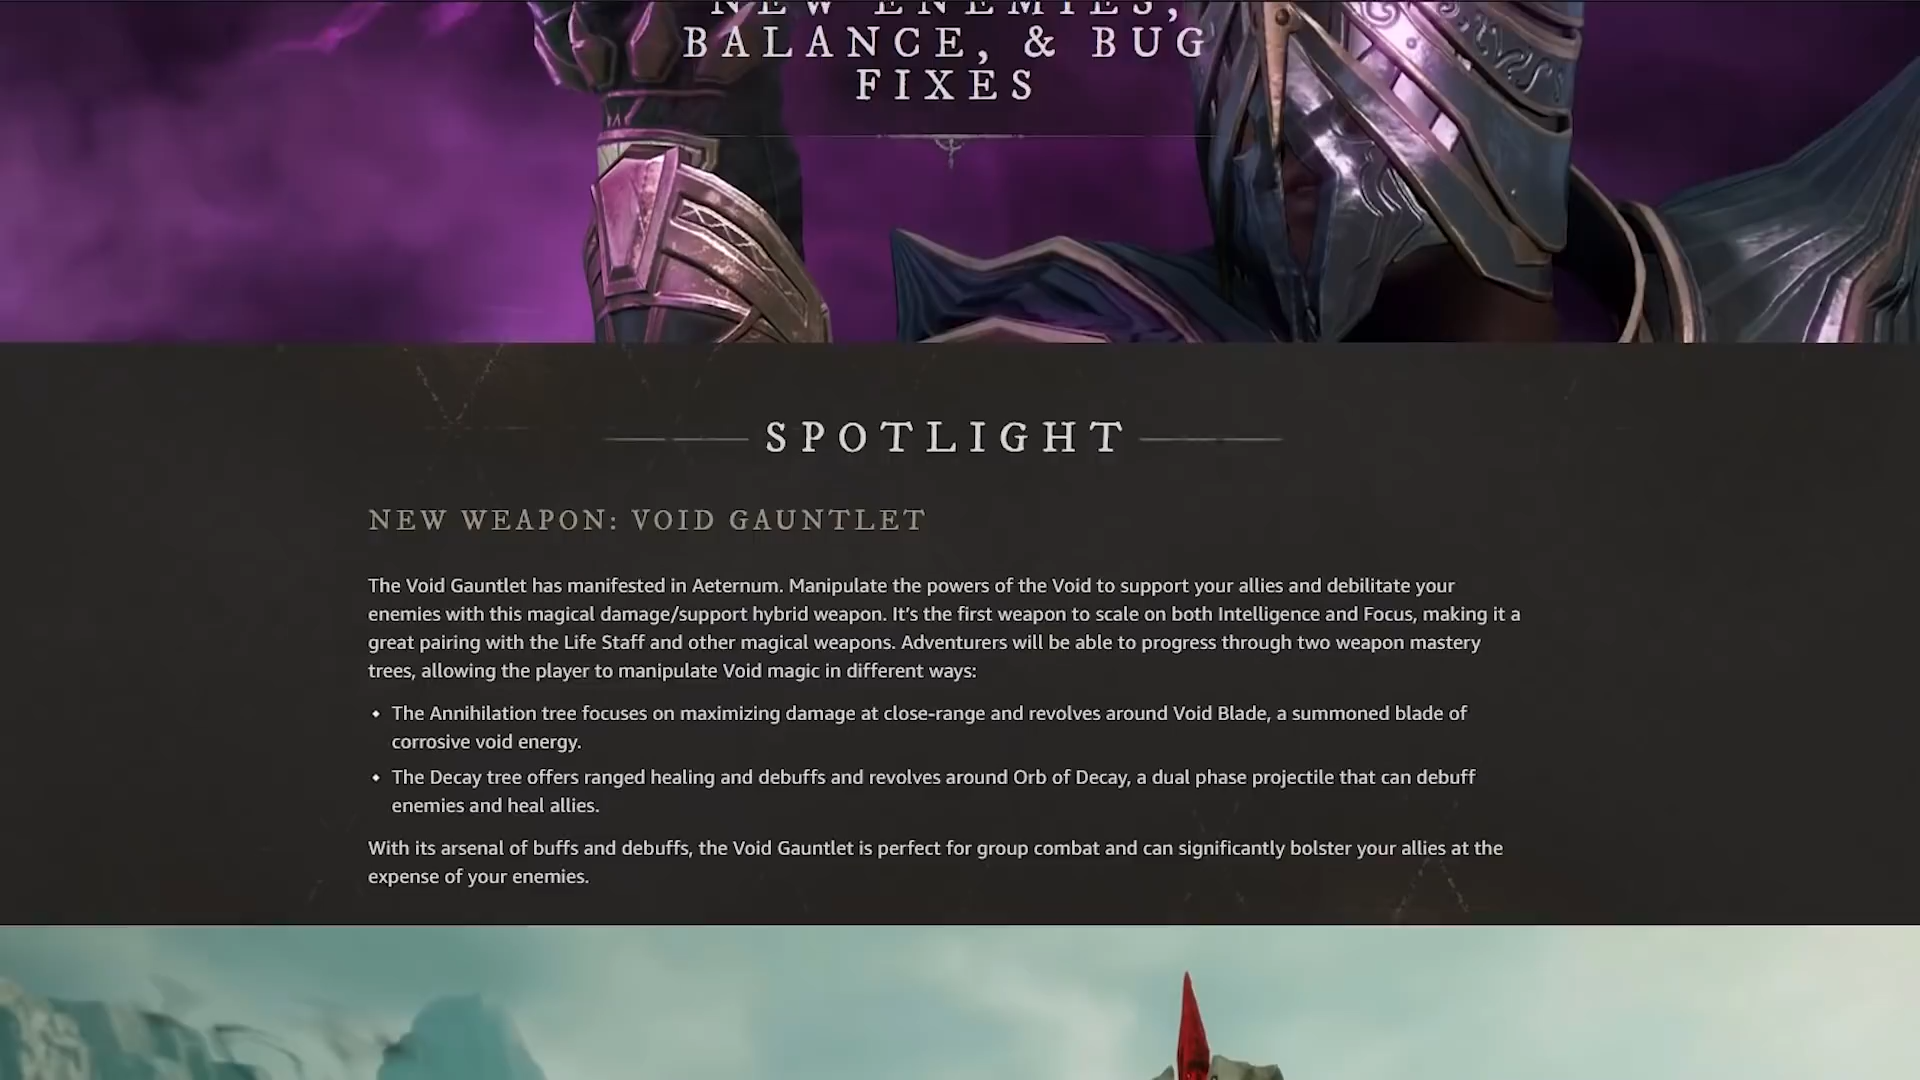 NEW ENEMIES,
BALANCE, & BUG
FIXES
SPOTLIGHT
NEW WEAPON: VOID GAUNTLET
The Void Gauntlet has manifested in Aeternum. Manipulate the powers of the Void to support your allies and debilitate your
enemies with this magical damage/support hybrid weapon. It’s the first weapon to scale on both Intelligence and Focus, making it a
great pairing with the Life Staff and other magical weapons. Adventurers will be able to progress through two weapon mastery
trees, allowing the player to manipulate Void magic in different ways:
• The Annihilation tree focuses on maximizing damage at close-range and revolves around Void Blade, a summoned blade of
corrosive void energy.
• The Decay tree offers ranged healing and debuffs and revolves around Orb of Decay, a dual phase projectile that can debuff
enemies and heal allies.
With its arsenal of buffs and debuffs, the Void Gauntlet is perfect for group combat and can significantly bolster your allies at the
expense of your enemies.